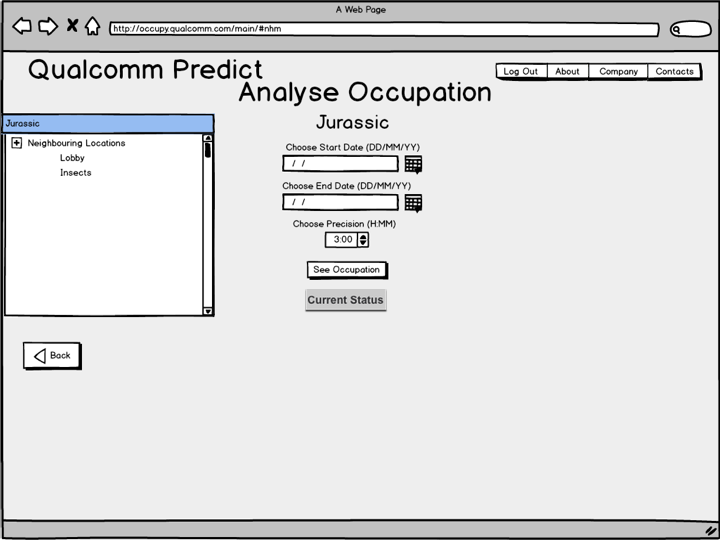 A Web Page
http://occupy.qualcomm.com/main/#nhm
Qualcomm Predict
Log Out About Company Contacts
Analyse Occupation
Jurassic
Neighbouring Locations
Lobby
Insects
Jurassic
Choose Start Date (DD/MM/YY)
/ /
Choose End Date (DD/MM/YY)
/ /
Choose Precision (H:MM)
3:00
See Occupation
Current Status
Back